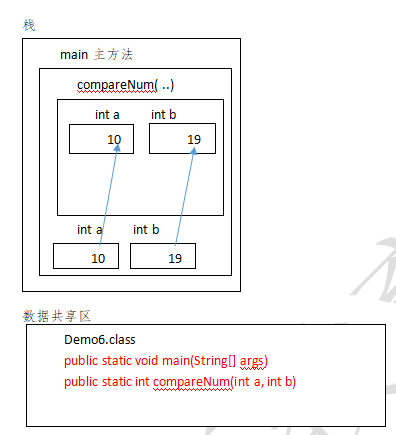 栈
main 主方法
compareNum( ..)
int a int b
10 19
int a int b
10 19
数据共享区
Demo6.class
public static void main(String[] args)
public static int compareNum(int a, int b)